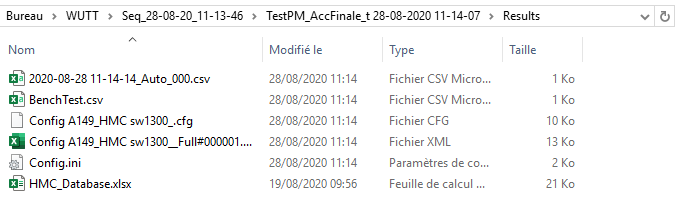 Bureau > WUTT > Seq_28-08-20_11-13-46 > TestPM_AccFinale_t 28-08-2020 11-14-07 > Results
Nom Modifié le Type Taille
2020-08-28 11-14-14_Auto_000.csv 28/08/2020 11:14 Fichier CSV Micro... 1 Ko
BenchTest.csv 28/08/2020 11:14 Fichier CSV Micro... 1 Ko
Config A149_HMC sw1300_.cfg 28/08/2020 11:14 Fichier CFG 10 Ko
Config A149_HMC sw1300__Full#000001.... 28/08/2020 11:14 Fichier XML 13 Ko
Config.ini 28/08/2020 11:14 Paramètres de co... 2 Ko
HMC_Database.xlsx 19/08/2020 09:56 Feuille de calcul ... 21 Ko